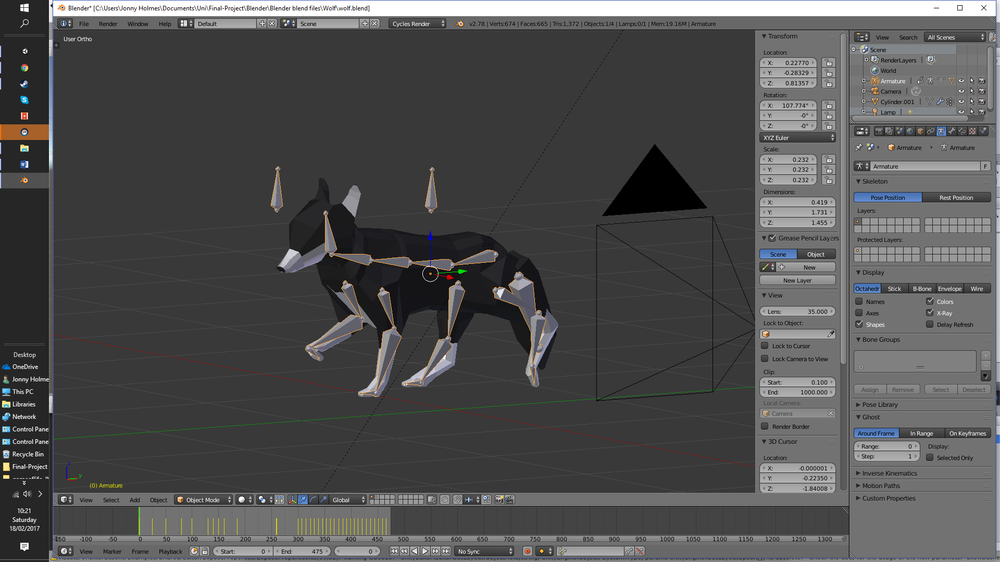 Blender* [C:\Users\Jonny Holmes\Documents\Uni\Final-Project\Blender\Blender blend files\Wolf\wolf.blend]
File Render Window Help Default Scene Cycles Render v2.78 | Verts:674 | Faces:665 | Tris:1,372 | Objects:1/4 | Lamps:0/1 | Mem:19.16M | Armature
User Ortho
Transform
Location:
X: 0.22770
Y: -0.28329
Z: 0.81357
Rotation:
X: 107.774°
Y: -0°
Z: -0°
XYZ Euler
Scale:
X: 0.232
Y: 0.232
Z: 0.232
Dimensions:
X: 0.419
Y: 1.731
Z: 1.455
Grease Pencil Layers
Scene Object
New
New Layer
View
Lens: 35.000
Lock to Object:
Lock to Cursor
Lock Camera to View
Clip:
Start: 0.100
End: 1000.000
Local Camera:
Camera
Render Border
3D Cursor
Location:
X: -0.000001
Y: -0.22350
Z: -1.84008
View Search All Scenes
Scene
RenderLayers
World
Armature
Camera
Cylinder.001
Lamp
Armature Armature
Armature F
Skeleton
Pose Position Rest Position
Layers:
Protected Layers:
Display
Octahedr Stick B-Bone Envelope Wire
Names Colors
Axes X-Ray
Shapes Delay Refresh
Bone Groups
Assign Remove Select Deselect
Pose Library
Ghost
Around Frame In Range On Keyframes
Range: 0 Display:
Step: 1 Selected Only
Inverse Kinematics
Motion Paths
Custom Properties
Desktop
OneDrive
Jonny Holme
This PC
Libraries
Network
Control Pane
Control Pane
Recycle Bin
Final-Project
10:21
Saturday
18/02/2017
z
y
(0) Armature
View Select Add Object Object Mode Global
-150 -100 -50 0 50 100 150 200 250 300 350 400 450 500 550 600 650 700 750 800 850 900 950 1000 1050 1100 1150 1200 1250 1300
View Marker Frame Playback Start: 0 End: 475 0 No Sync